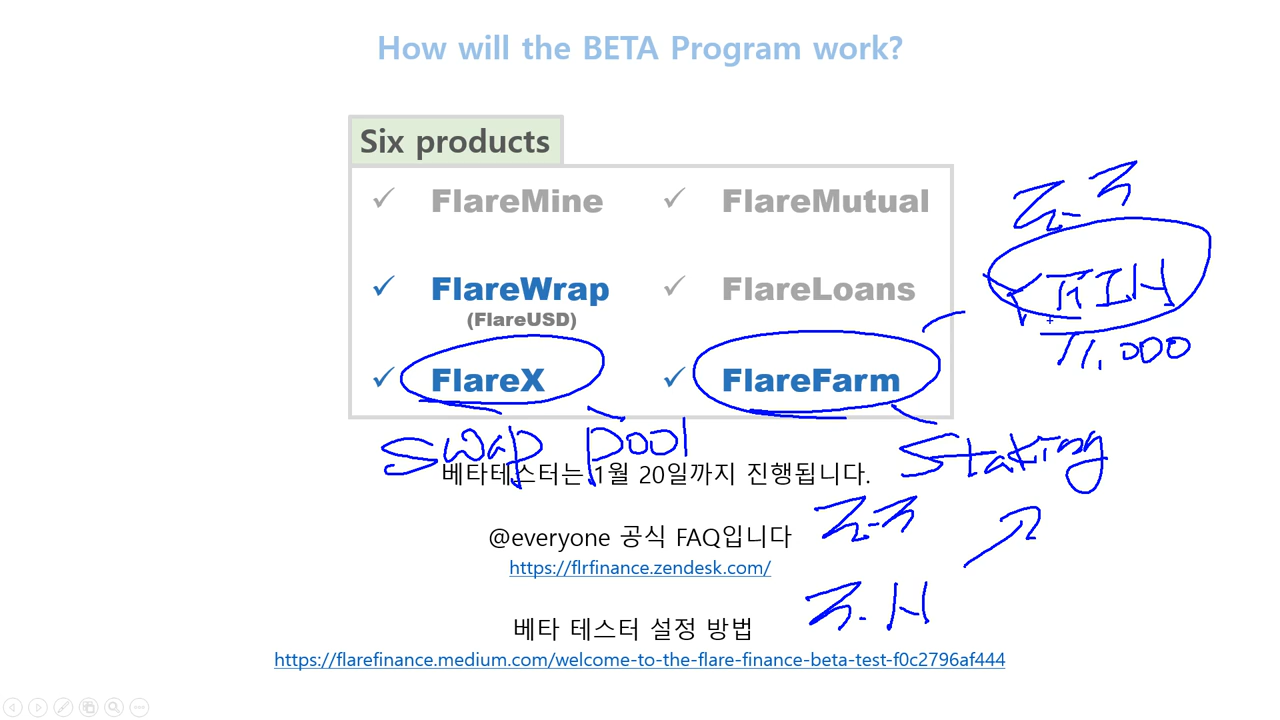 How will the BETA Program work?
Six products
✓ FlareMine ✓ FlareMutual
✓ FlareWrap ✓ FlareLoans
(FlareUSD)
✓ FlareX ✓ FlareFarm
swap pool
staking
베타테스터는 1월 20일까지 진행됩니다.
@everyone 공식 FAQ입니다
https://flrfinance.zendesk.com/
베타 테스터 설정 방법
https://flarefinance.medium.com/welcome-to-the-flare-finance-beta-test-f0c2796af444